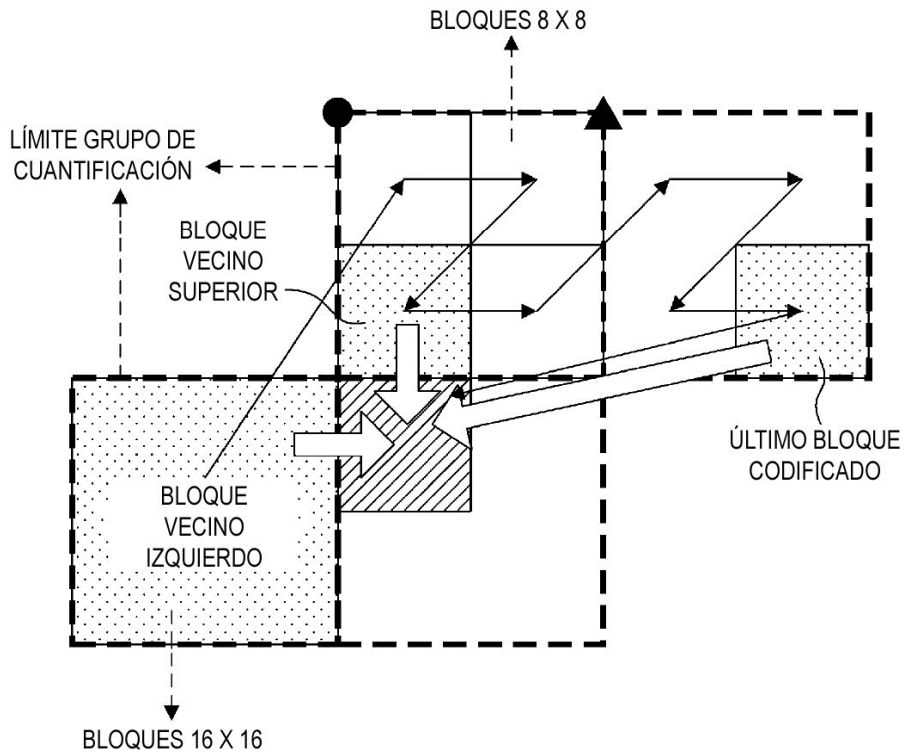 BLOQUES 8 X 8
LÍMITE GRUPO DE
CUANTIFICACIÓN
BLOQUE
VECINO
SUPERIOR
ÚLTIMO BLOQUE
CODIFICADO
BLOQUE
VECINO
IZQUIERDO
BLOQUES 16 X 16